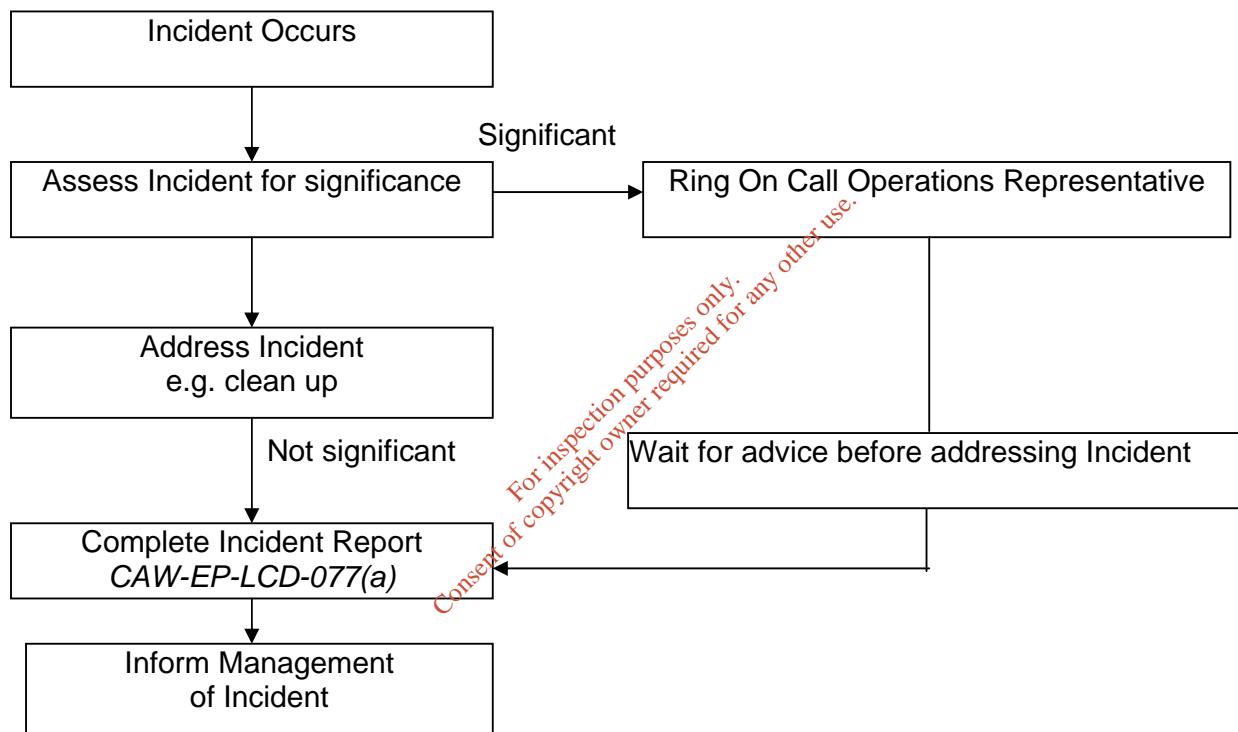 Incident Occurs
Significant
Assess Incident for significance
Ring On Call Operations Representative
Address Incident
e.g. clean up
Not significant
Wait for advice before addressing Incident
Complete Incident Report
CAW-EP-LCD-077(a)
Inform Management
of Incident
For inspection purposes only.
Consent of copyright owner required for any other use.